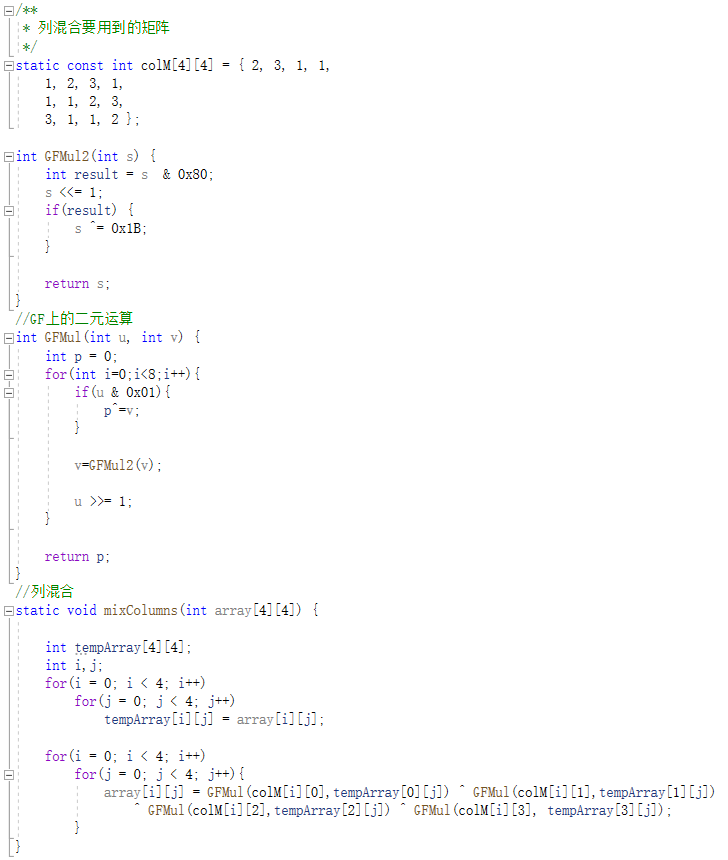 /**
 * 列混合要用到的矩阵
 */
static const int colM[4][4] = { 2, 3, 1, 1,
    1, 2, 3, 1,
    1, 1, 2, 3,
    3, 1, 1, 2 };
int GFMul2(int s) {
    int result = s  & 0x80;
    s <<= 1;
    if(result) {
        s ^= 0x1B;
    }
    return s;
}
//GF上的二元运算
int GFMul(int u, int v) {
    int p = 0;
    for(int i=0;i<8;i++){
        if(u & 0x01){
            p^=v;
        }
        v=GFMul2(v);
        u >>= 1;
    }
    return p;
}
//列混合
static void mixColumns(int array[4][4]) {
    int tempArray[4][4];
    int i,j;
    for(i = 0; i < 4; i++)
        for(j = 0; j < 4; j++)
            tempArray[i][j] = array[i][j];
    for(i = 0; i < 4; i++)
        for(j = 0; j < 4; j++){
            array[i][j] = GFMul(colM[i][0],tempArray[0][j]) ^ GFMul(colM[i][1],tempArray[1][j])
                ^ GFMul(colM[i][2],tempArray[2][j]) ^ GFMul(colM[i][3], tempArray[3][j]);
        }
}